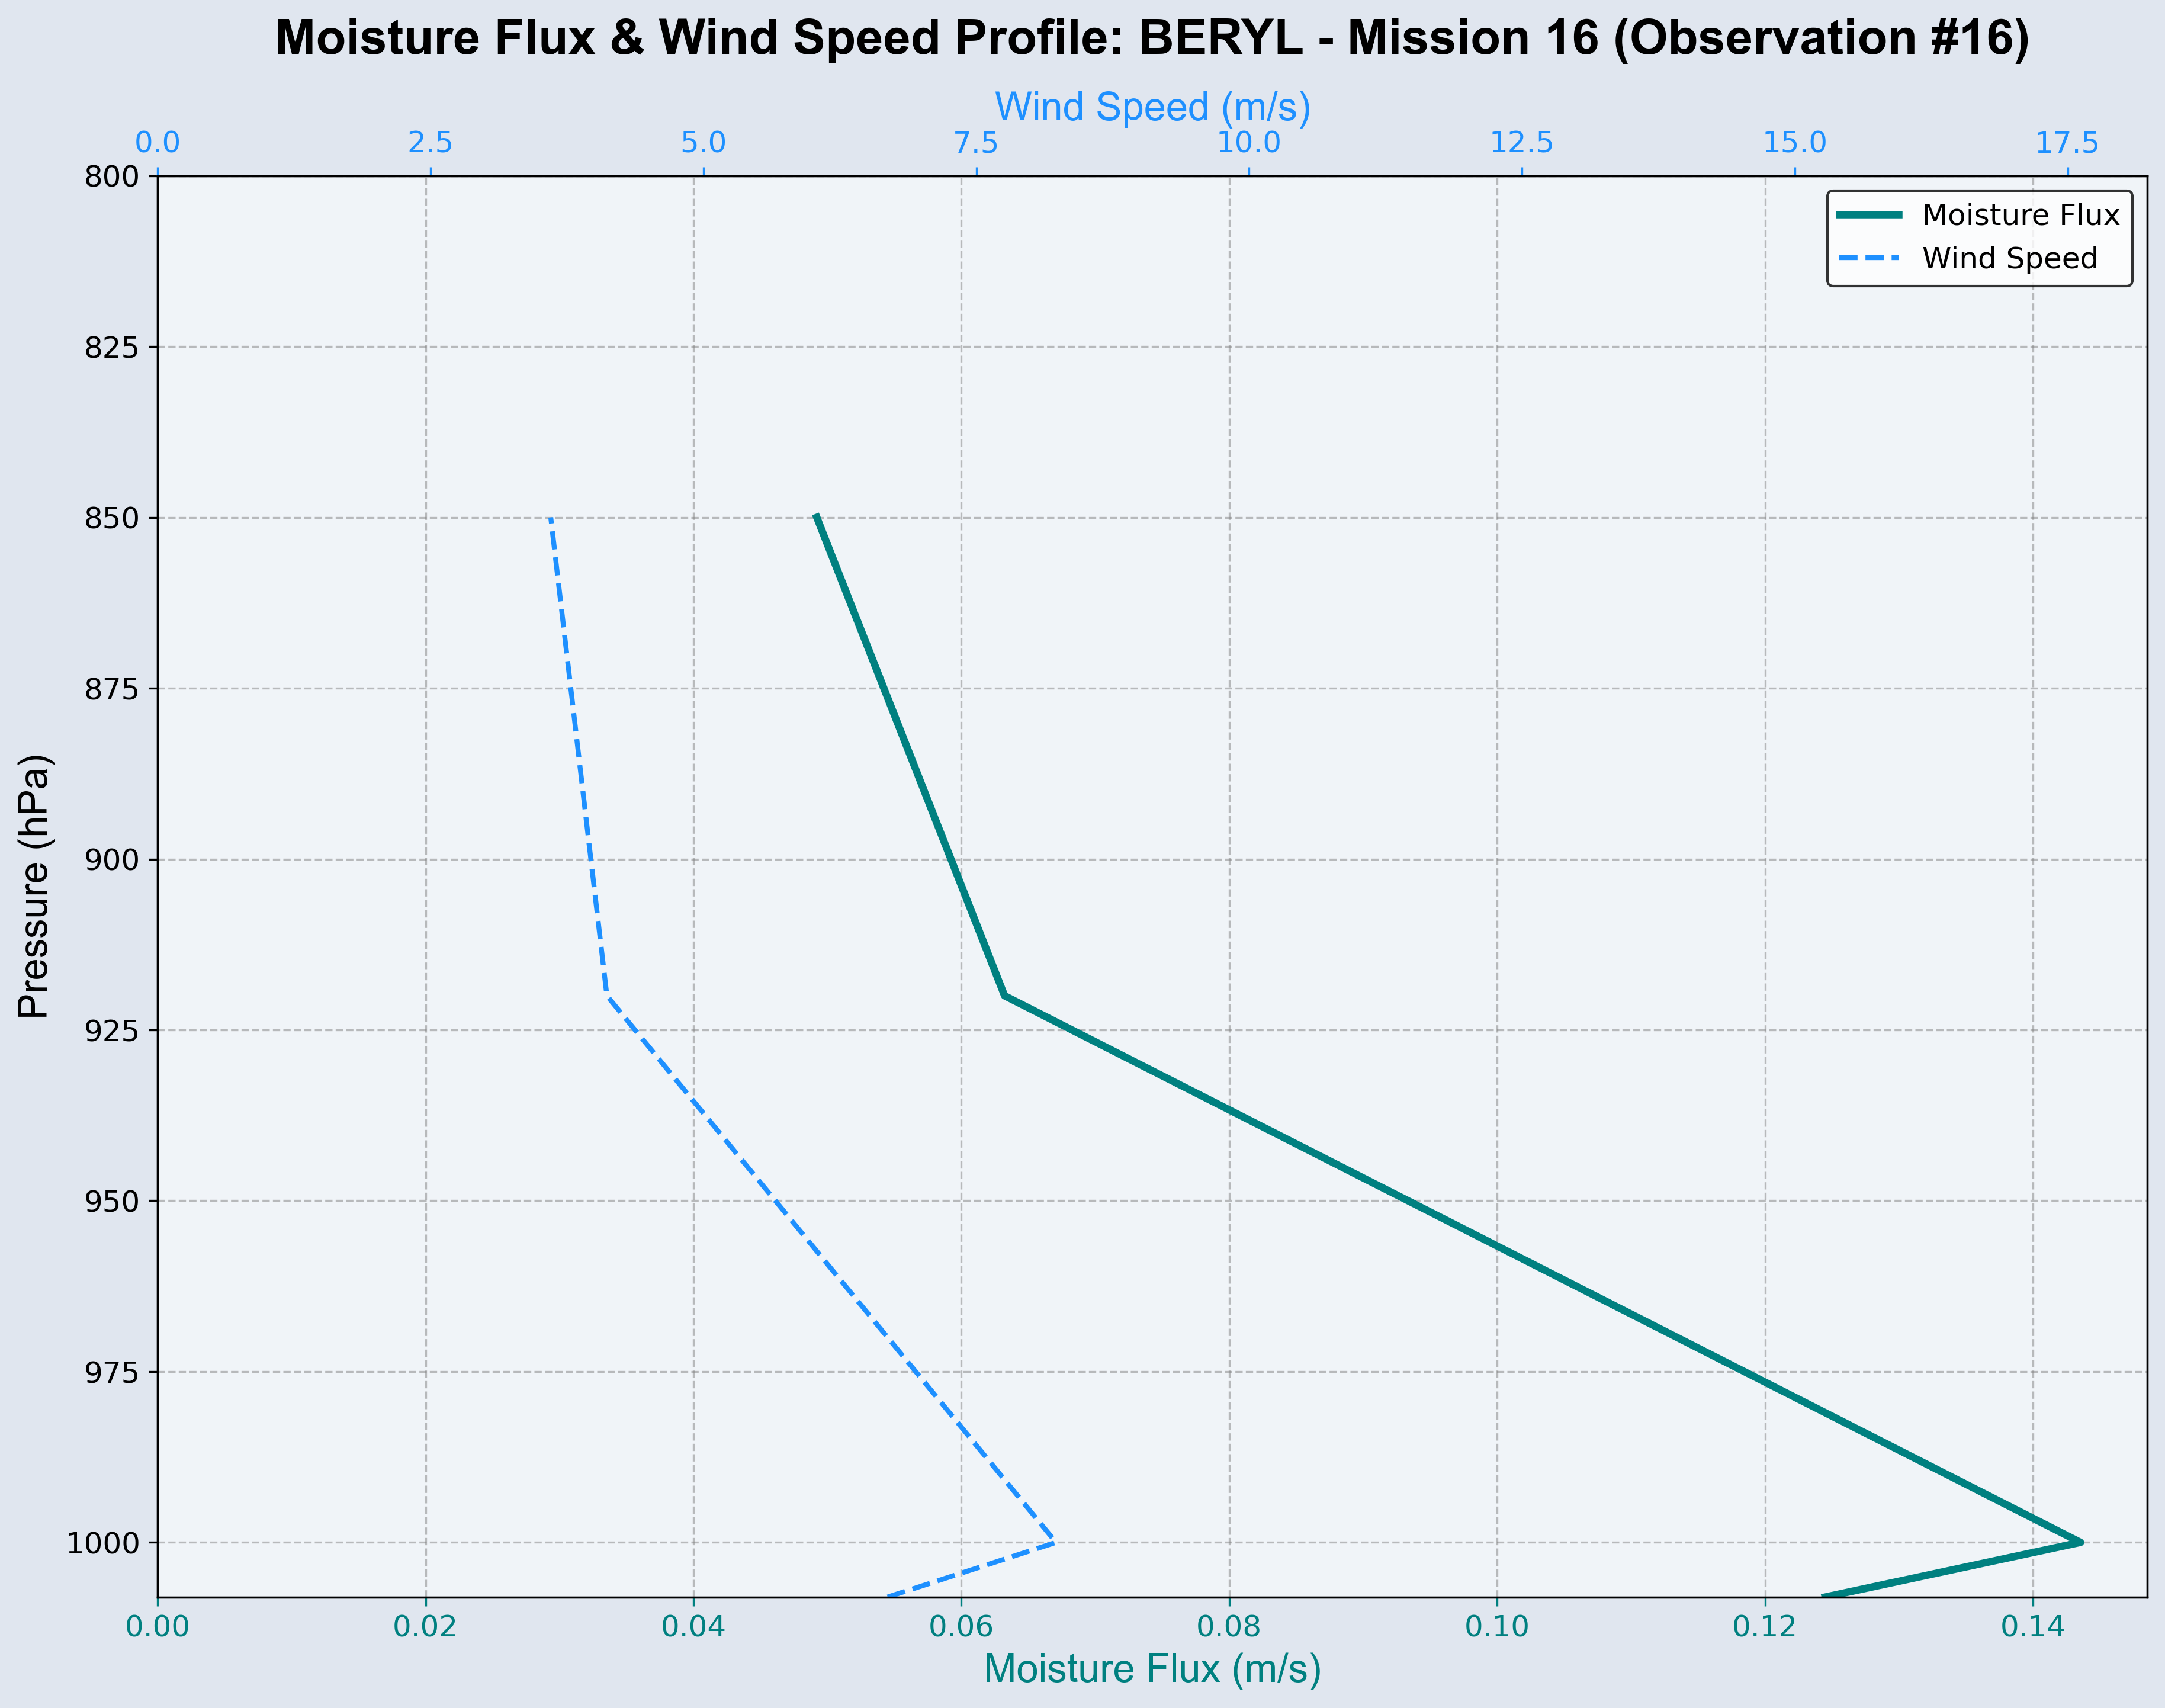 Moisture Flux & Wind Speed Profile: BERYL - Mission 16 (Observation #16)
Wind Speed (m/s)
0.0 2.5 5.0 7.5 10.0 12.5 15.0 17.5
Moisture Flux
Wind Speed
Pressure (hPa)
800
825
850
875
900
925
950
975
1000
0.00 0.02 0.04 0.06 0.08 0.10 0.12 0.14
Moisture Flux (m/s)